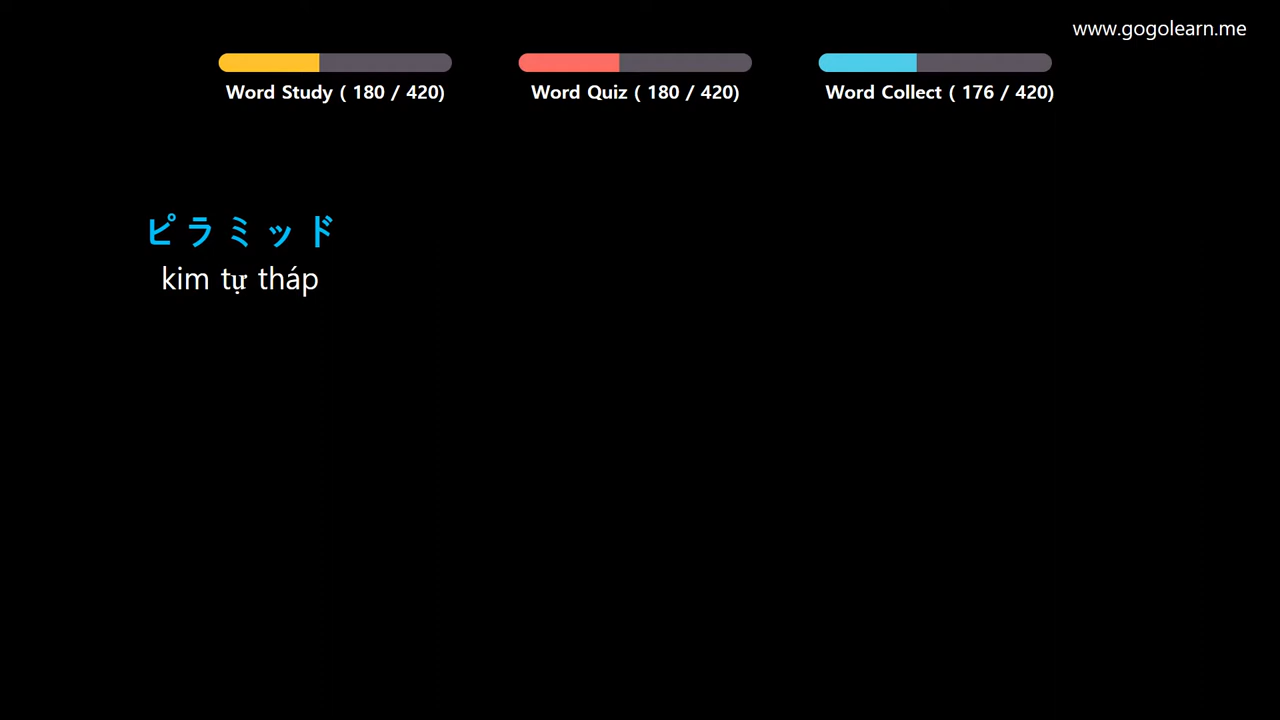 www.gogolearn.me
Word Study ( 180 / 420)
Word Quiz ( 180 / 420)
Word Collect ( 176 / 420)
ピラミッド
kim tự tháp